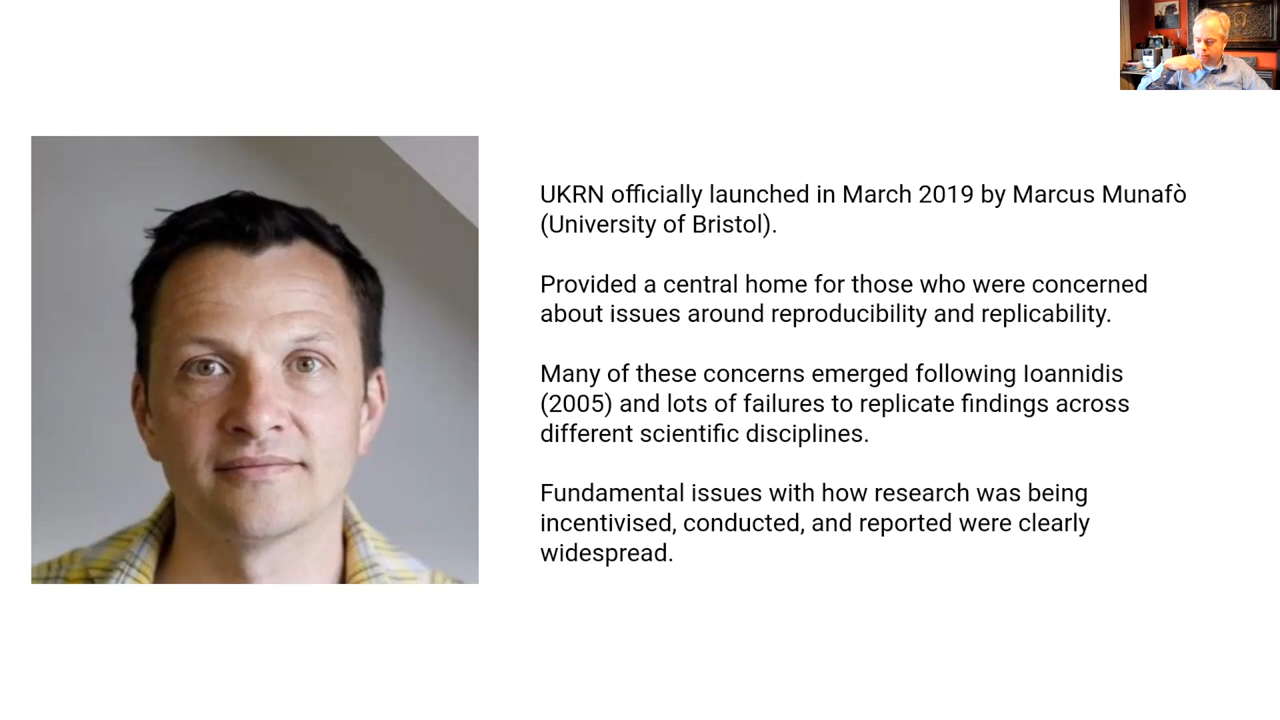 UKRN officially launched in March 2019 by Marcus Munafò
(University of Bristol).
Provided a central home for those who were concerned
about issues around reproducibility and replicability.
Many of these concerns emerged following Ioannidis
(2005) and lots of failures to replicate findings across
different scientific disciplines.
Fundamental issues with how research was being
incentivised, conducted, and reported were clearly
widespread.